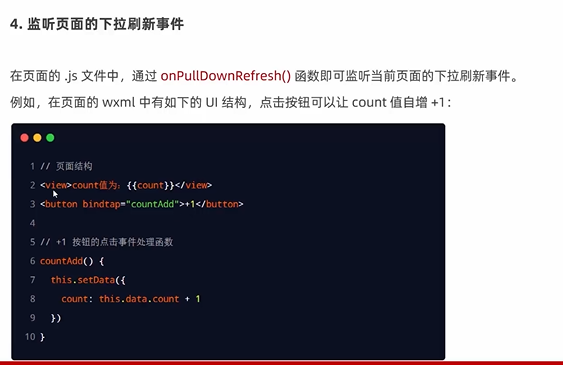 4. 监听页面的下拉刷新事件
在页面的 .js 文件中，通过 onPullDownRefresh() 函数即可监听当前页面的下拉刷新事件。
例如，在页面的 wxml 中有如下的 UI 结构，点击按钮可以让 count 值自增 +1：
1 // 页面结构
2 <view>count值为：{{count}}</view>
3 <button bindtap="countAdd">+1</button>
4
5 // +1 按钮的点击事件处理函数
6 countAdd() {
7   this.setData({
8     count: this.data.count + 1
9   })
10 }